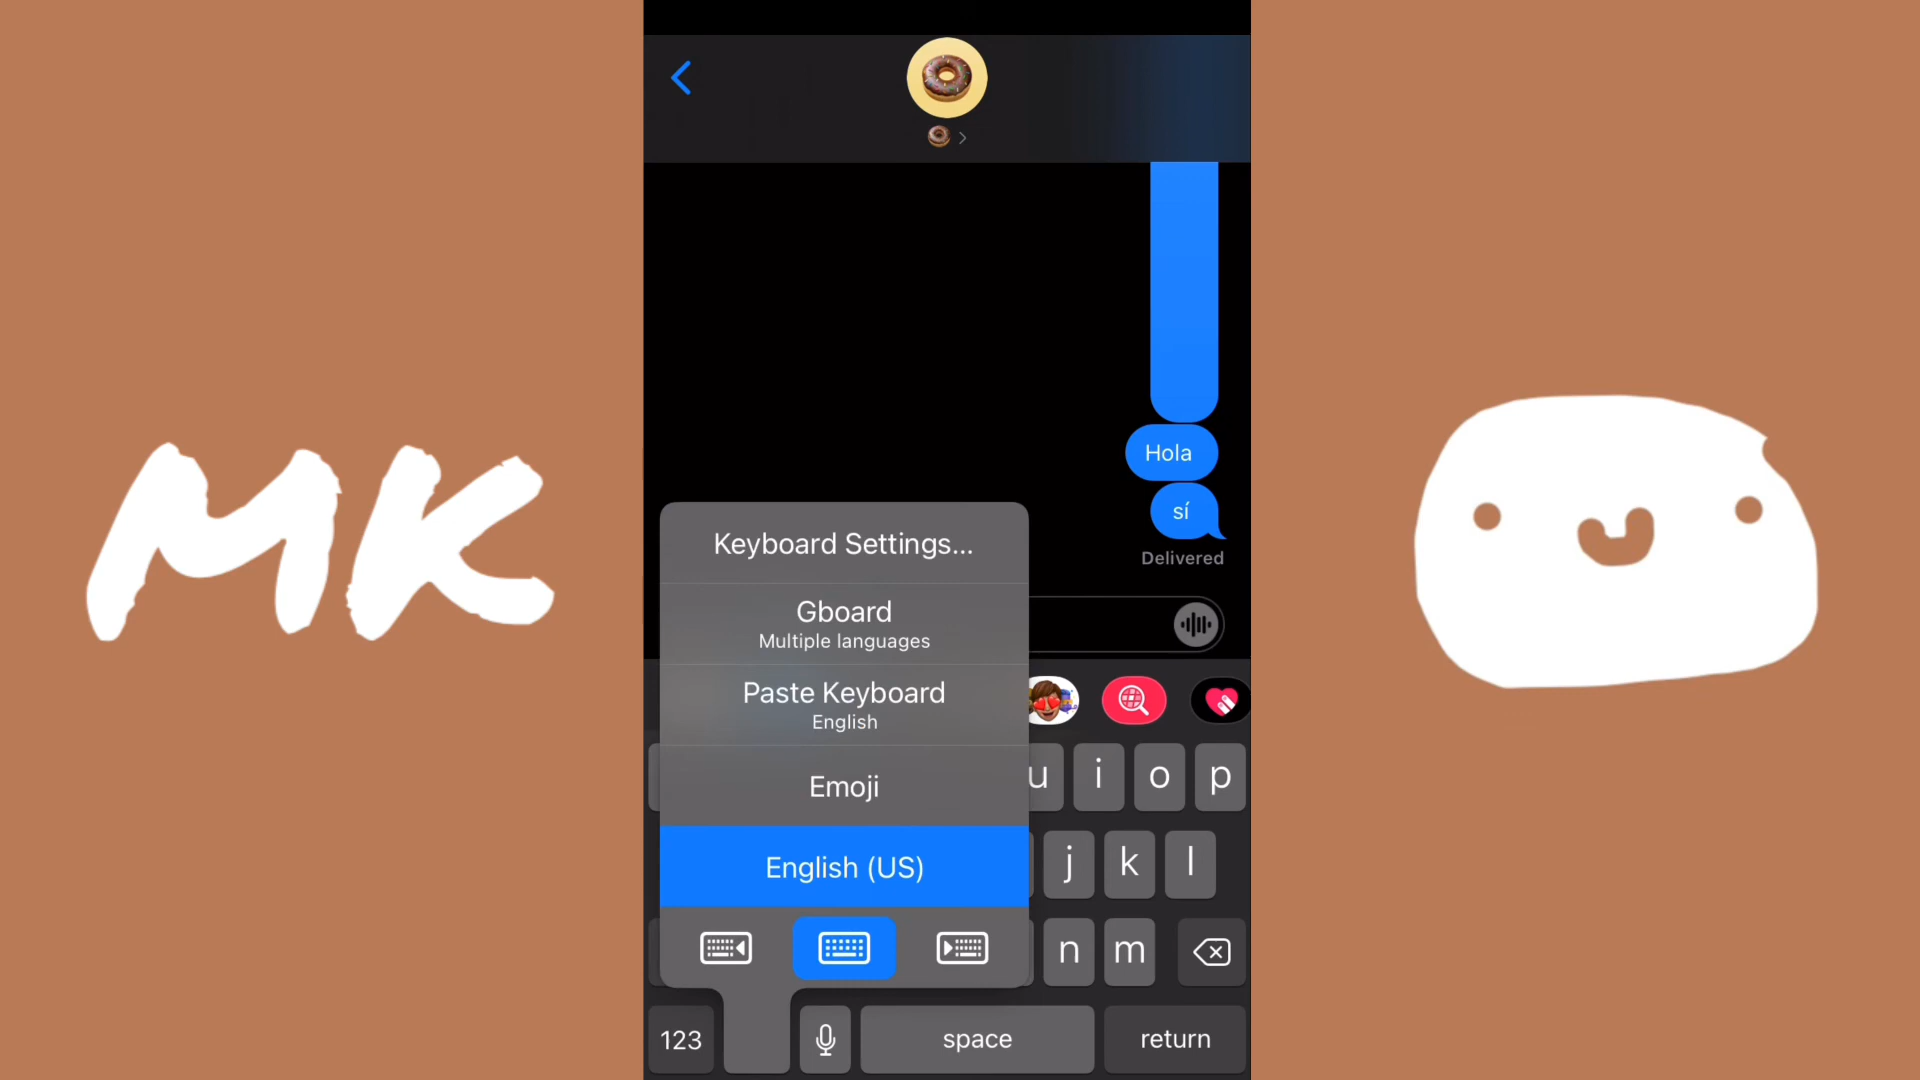 MK
Hola
sí
Delivered
Keyboard Settings...
Gboard
Multiple languages
Paste Keyboard
English
Emoji
English (US)
u i o p
j k l
n m
123
space
return